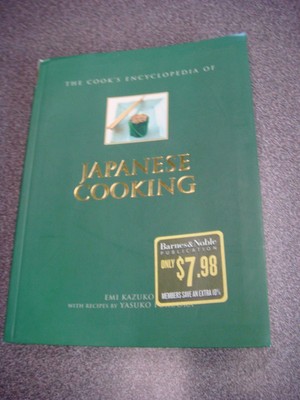 THE COOK'S ENCYCLOPEDIA OF
JAPANESE
COOKING
EMI KAZUKO
WITH RECIPES BY YASUKO
Barnes & Noble
PUBLICATION
ONLY $7.98
MEMBERS SAVE AN EXTRA 10%